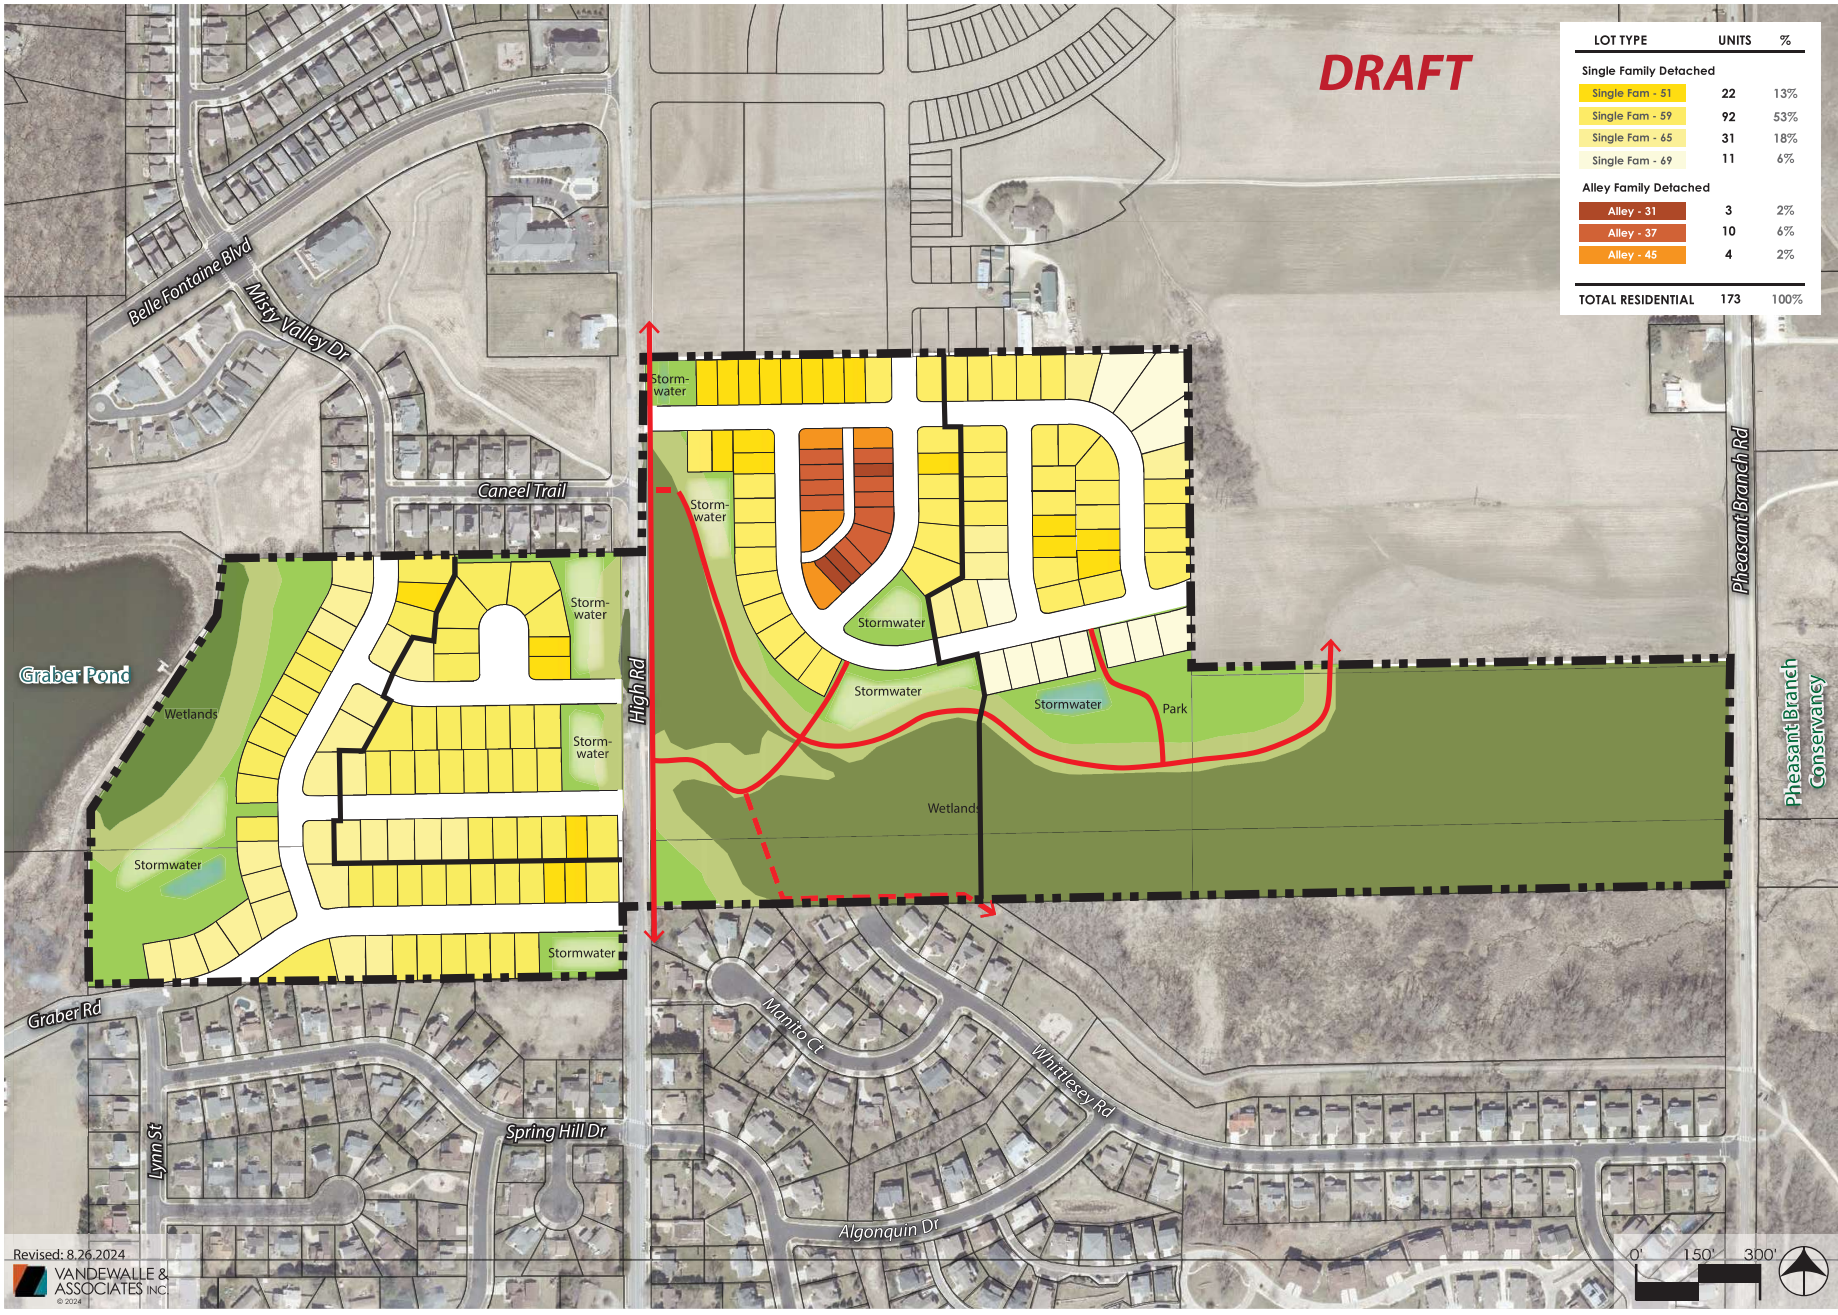 DRAFT
LOT TYPE UNITS %
Single Family Detached
Single Fam - 51 22 13%
Single Fam - 59 92 53%
Single Fam - 65 31 18%
Single Fam - 69 11 6%
Alley Family Detached
Alley - 31 3 2%
Alley - 37 10 6%
Alley - 45 4 2%
TOTAL RESIDENTIAL 173 100%
Belle Fontaine Blvd
Misty Valley Dr
Caneel Trail
Storm-
water
Storm-
water
Pheasant Branch Rd
Storm-
water
Stormwater
Graber Pond
Wetlands
High Rd
Stormwater
Stormwater
Park
Pheasant Branch
Conservancy
Storm-
water
Wetlands
Stormwater
Stormwater
Graber Rd
Manito Ct
Whittlesey Rd
Lynn St
Spring Hill Dr
Algonquin Dr
Revised: 8.26.2024
VANDEWALLE &
ASSOCIATES INC.
© 2024
0' 150' 300'